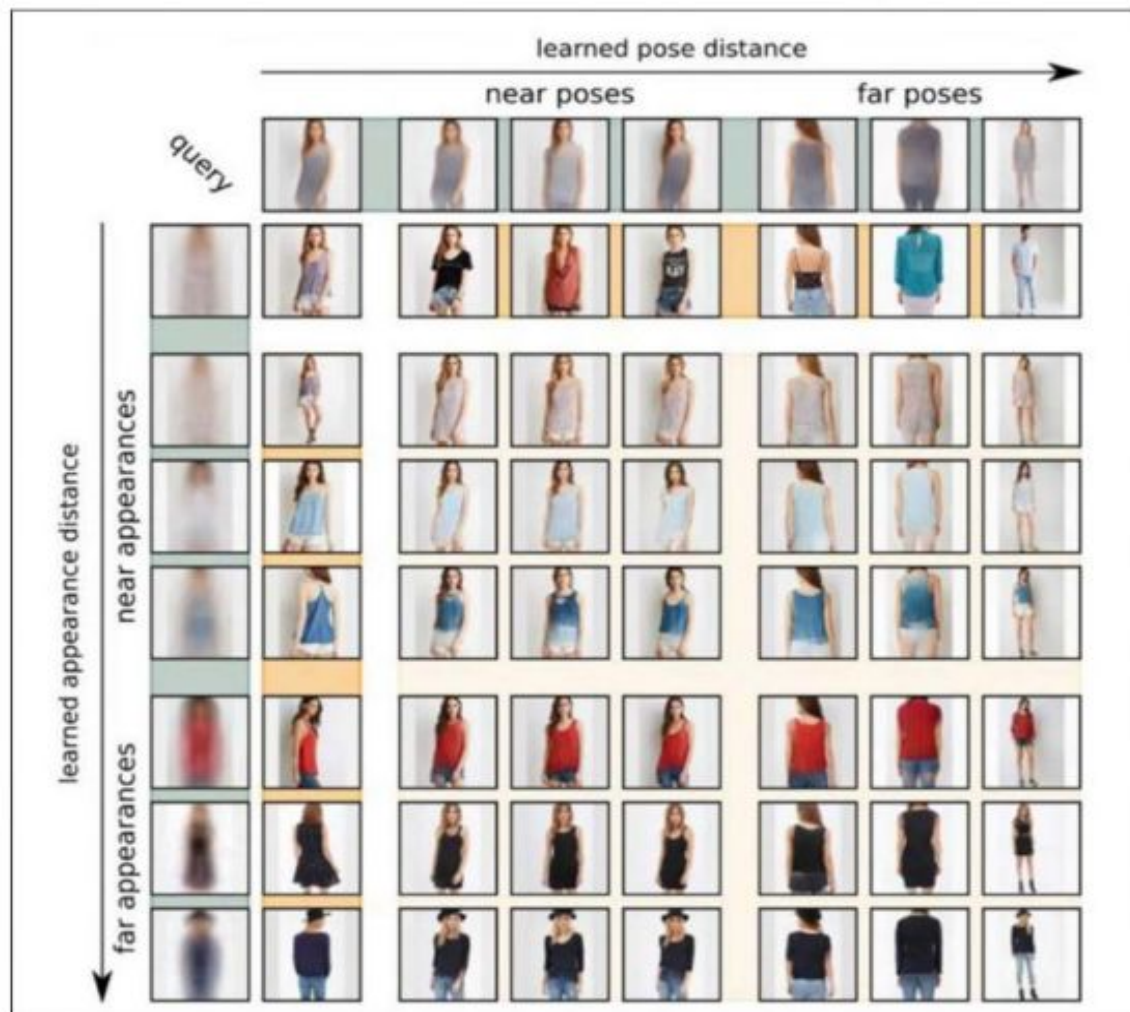 learned pose distance
near poses
far poses
query
learned appearance distance
near appearances
far appearances